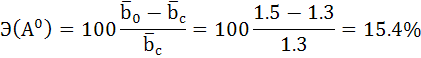 Э(A⁰) = 100 (b̄₀ − b̄c)/b̄c = 100 (1.5 − 1.3)/1.3 = 15.4%